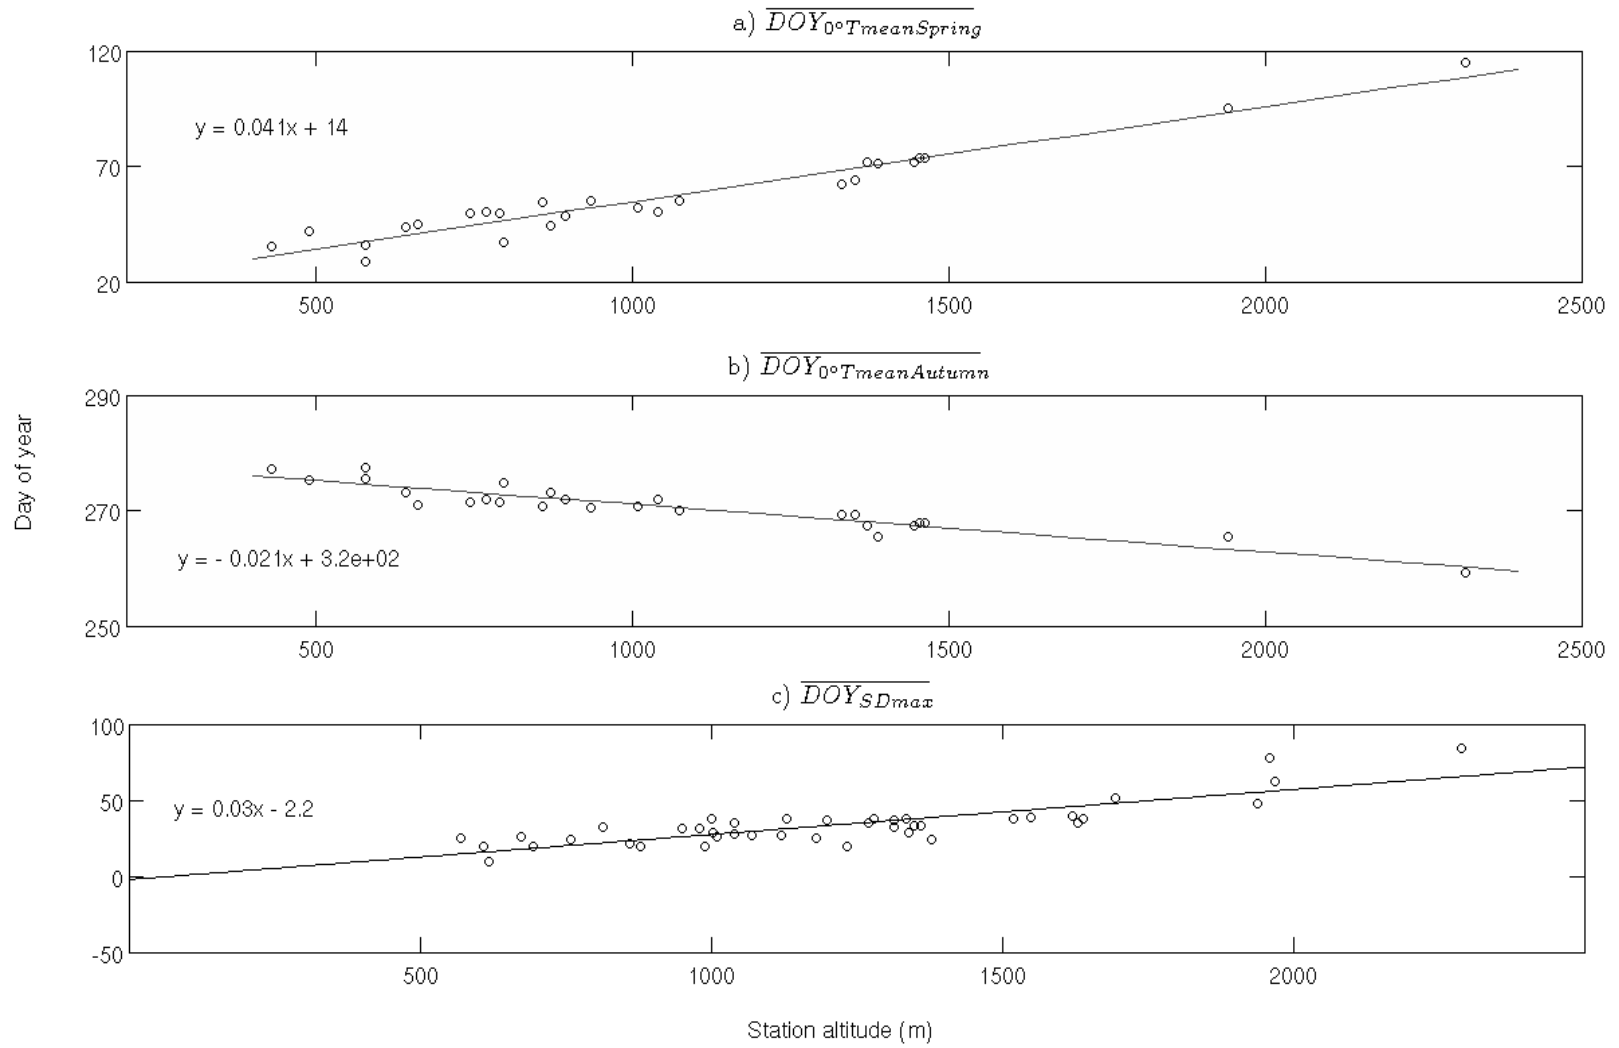 a) DOY0°TmeanSpring
120
70
20
y = 0.041x + 14
500 1000 1500 2000 2500
b) DOY0°TmeanAutumn
290
270
250
y = - 0.021x + 3.2e+02
500 1000 1500 2000 2500
Day of year
c) DOYSDmax
100
50
0
-50
y = 0.03x - 2.2
500 1000 1500 2000
Station altitude (m)